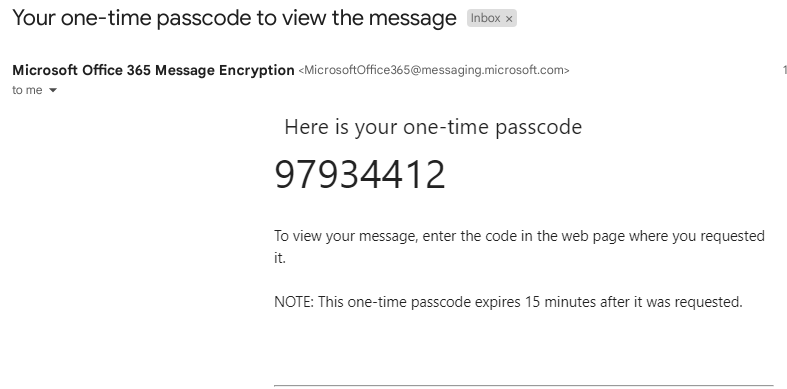 Your one-time passcode to view the message Inbox ×
Microsoft Office 365 Message Encryption <MicrosoftOffice365@messaging.microsoft.com> 1
to me
Here is your one-time passcode
97934412
To view your message, enter the code in the web page where you requested
it.
NOTE: This one-time passcode expires 15 minutes after it was requested.